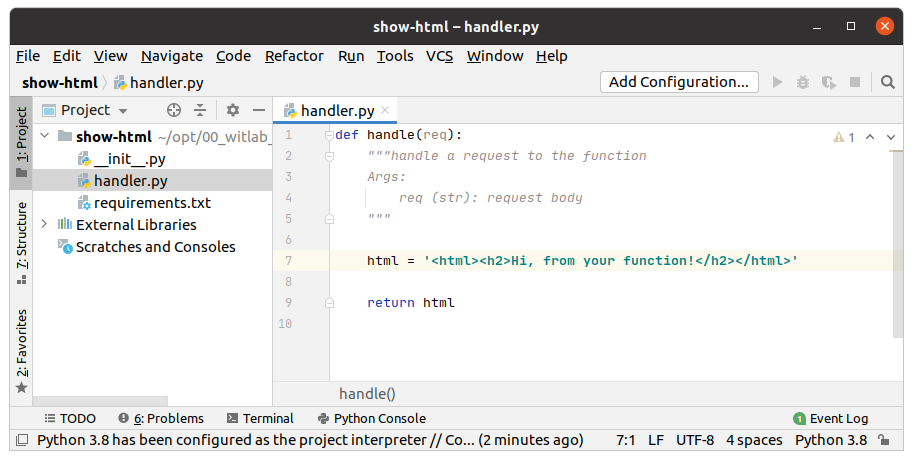 show-html – handler.py
File Edit View Navigate Code Refactor Run Tools VCS Window Help
show-html handler.py Add Configuration...
1: Project
Project
show-html ~/opt/00_witlab_
__init__.py
handler.py
requirements.txt
External Libraries
Scratches and Consoles
7: Structure
2: Favorites
handler.py
1 def handle(req):
2 """handle a request to the function
3 Args:
4 req (str): request body
5 """
6
7 html = '<html><h2>Hi, from your function!</h2></html>'
8
9 return html
10
1
handle()
TODO 6: Problems Terminal Python Console 1 Event Log
Python 3.8 has been configured as the project interpreter // Co... (2 minutes ago) 7:1 LF UTF-8 4 spaces Python 3.8